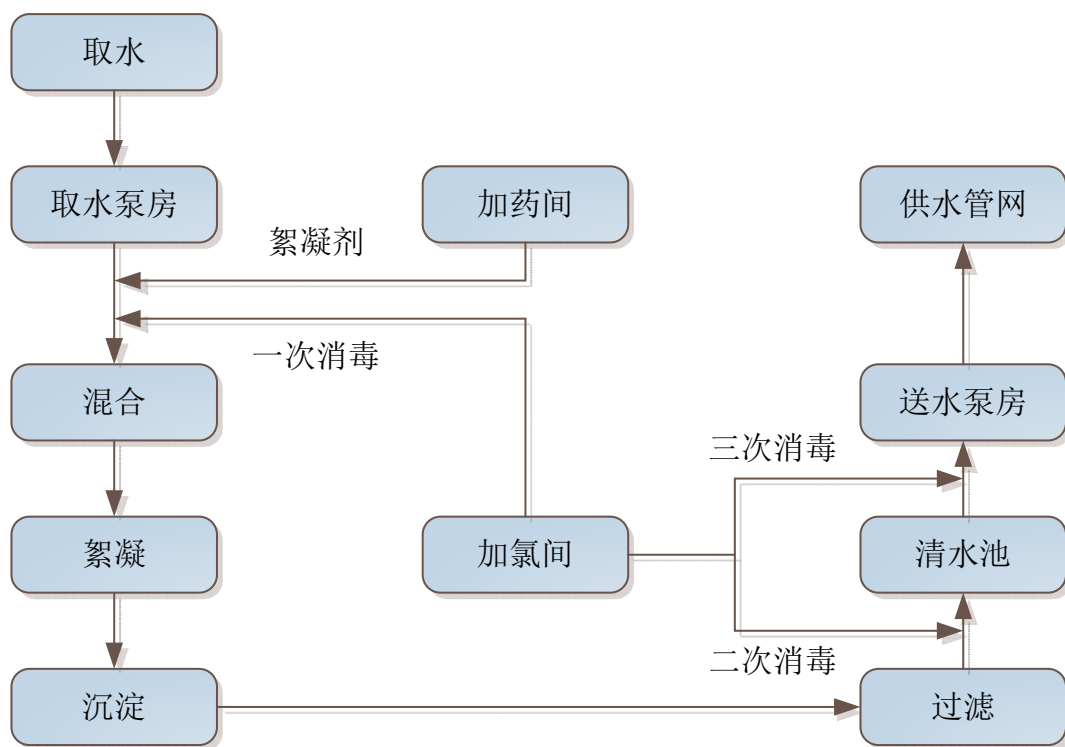 取水
取水泵房
加药间
供水管网
絮凝剂
一次消毒
混合
送水泵房
三次消毒
絮凝
加氯间
清水池
二次消毒
沉淀
过滤